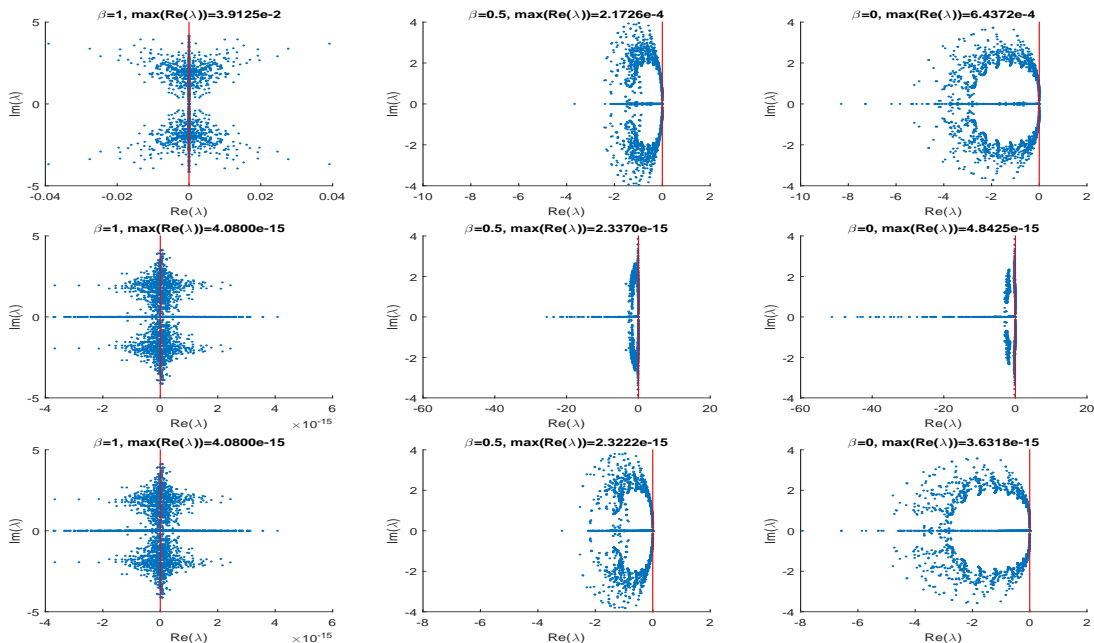 β=1, max(Re(λ))=3.9125e-2
β=0.5, max(Re(λ))=2.1726e-4
β=0, max(Re(λ))=6.4372e-4
Im(λ)
5
0
-5
-0.04 -0.02 0 0.02 0.04
Re(λ)
Im(λ)
4
2
0
-2
-4
-10 -8 -6 -4 -2 0 2
Re(λ)
Im(λ)
4
2
0
-2
-4
-10 -8 -6 -4 -2 0 2
Re(λ)
β=1, max(Re(λ))=4.0800e-15
β=0.5, max(Re(λ))=2.3370e-15
β=0, max(Re(λ))=4.8425e-15
Im(λ)
5
0
-5
-4 -2 0 2 4 6
Re(λ)
×10⁻¹⁵
Im(λ)
4
2
0
-2
-4
-60 -40 -20 0 20
Re(λ)
Im(λ)
4
2
0
-2
-4
-60 -40 -20 0 20
Re(λ)
β=1, max(Re(λ))=4.0800e-15
β=0.5, max(Re(λ))=2.3222e-15
β=0, max(Re(λ))=3.6318e-15
Im(λ)
5
0
-5
-4 -2 0 2 4 6
Re(λ)
×10⁻¹⁵
Im(λ)
4
2
0
-2
-4
-8 -6 -4 -2 0 2
Re(λ)
Im(λ)
4
2
0
-2
-4
-8 -6 -4 -2 0 2
Re(λ)